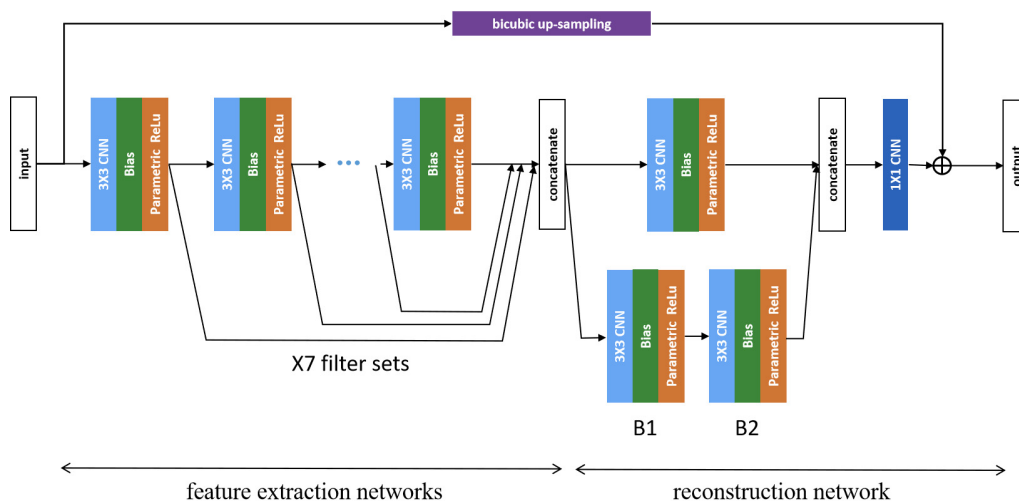 bicubic up-sampling
input
3X3 CNN
Bias
Parametric ReLu
3X3 CNN
Bias
Parametric ReLu
3X3 CNN
Bias
Parametric ReLu
concatenate
3X3 CNN
Bias
Parametric ReLu
concatenate
1X1 CNN
output
3X3 CNN
Bias
Parametric ReLu
3X3 CNN
Bias
Parametric ReLu
X7 filter sets
B1
B2
feature extraction networks
reconstruction network